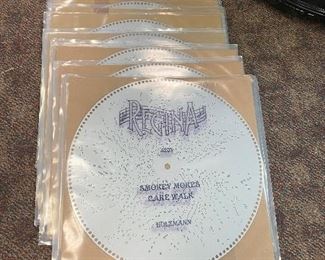 REGINA
SMOKEY MOKES
CAKE WALK
HOLZMANN